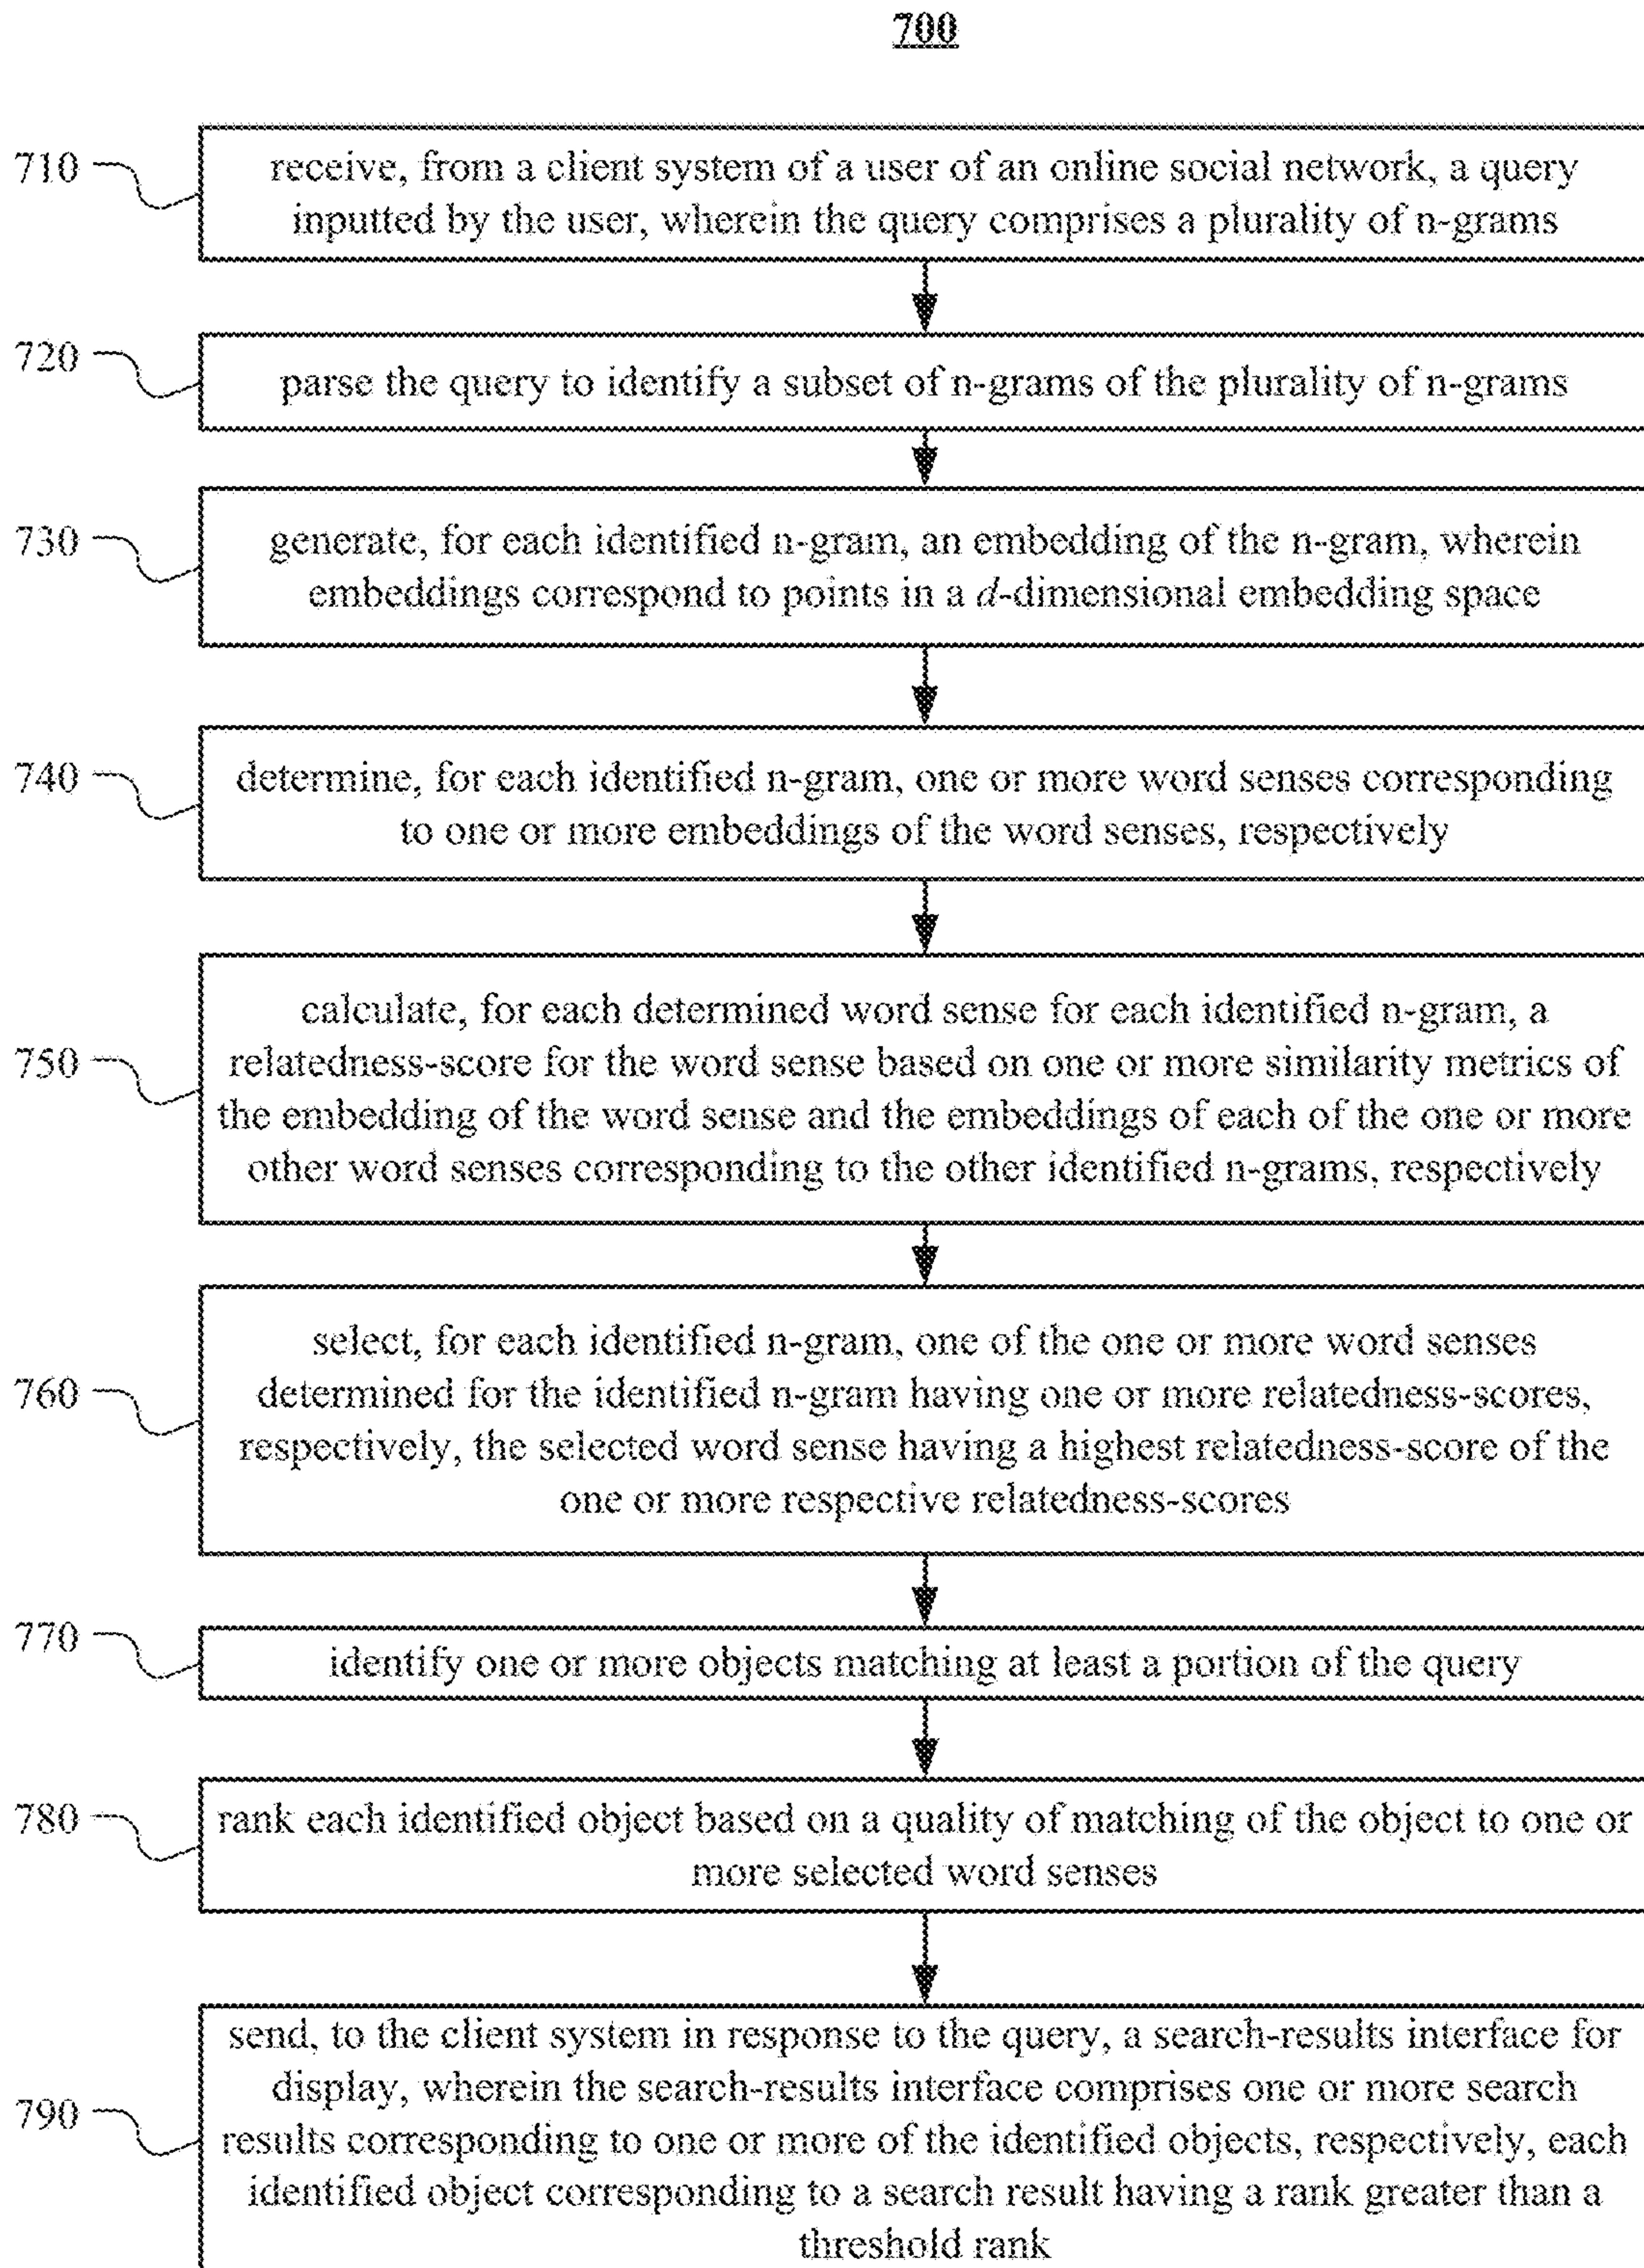 700
710
receive, from a client system of a user of an online social network, a query
inputted by the user, wherein the query comprises a plurality of n-grams
720
parse the query to identify a subset of n-grams of the plurality of n-grams
730
generate, for each identified n-gram, an embedding of the n-gram, wherein
embeddings correspond to points in a d-dimensional embedding space
740
determine, for each identified n-gram, one or more word senses corresponding
to one or more embeddings of the word senses, respectively
750
calculate, for each determined word sense for each identified n-gram, a
relatedness-score for the word sense based on one or more similarity metrics of
the embedding of the word sense and the embeddings of each of the one or more
other word senses corresponding to the other identified n-grams, respectively
760
select, for each identified n-gram, one of the one or more word senses
determined for the identified n-gram having one or more relatedness-scores,
respectively, the selected word sense having a highest relatedness-score of the
one or more respective relatedness-scores
770
identify one or more objects matching at least a portion of the query
780
rank each identified object based on a quality of matching of the object to one or
more selected word senses
790
send, to the client system in response to the query, a search-results interface for
display, wherein the search-results interface comprises one or more search
results corresponding to one or more of the identified objects, respectively, each
identified object corresponding to a search result having a rank greater than a
threshold rank